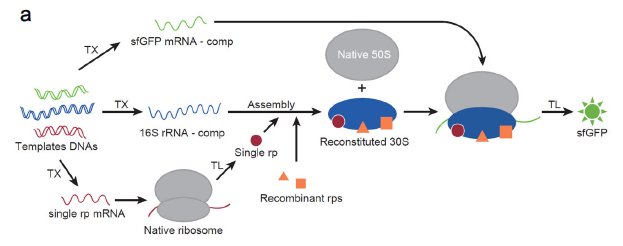 a
TX
sfGFP mRNA - comp
Native 50S
+
TX
Assembly
TL
Templates DNAs
16S rRNA - comp
Reconstituted 30S
sfGFP
TX
TL
Single rp
single rp mRNA
Recombinant rps
Native ribosome